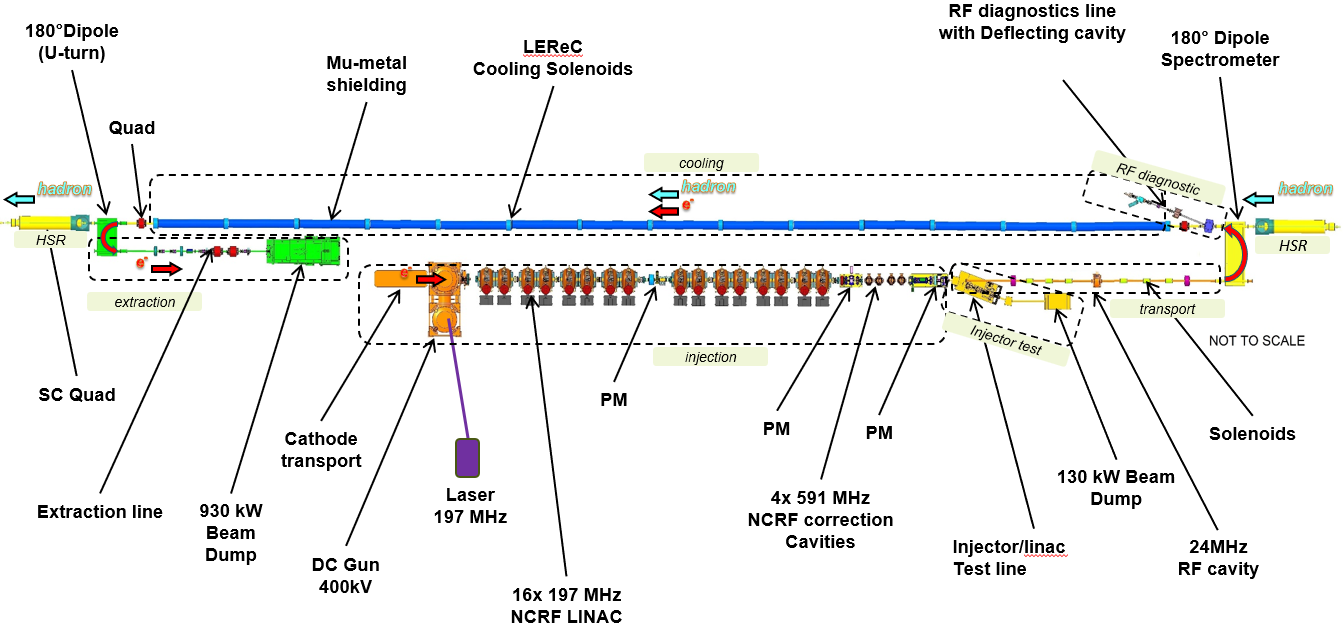 180°Dipole
(U-turn)
Mu-metal
shielding
LEReC
Cooling Solenoids
RF diagnostics line
with Deflecting cavity
180° Dipole
Spectrometer
Quad
cooling
RF diagnostic
hadron
hadron
hadron
e-
HSR
HSR
e-
extraction
e-
injection
Injector test
transport
NOT TO SCALE
SC Quad
PM
PM
PM
Solenoids
Cathode
transport
Laser
197 MHz
Extraction line
930 kW
Beam
Dump
DC Gun
400kV
16x 197 MHz
NCRF LINAC
4x 591 MHz
NCRF correction
Cavities
130 kW Beam
Dump
Injector/linac
Test line
24MHz
RF cavity